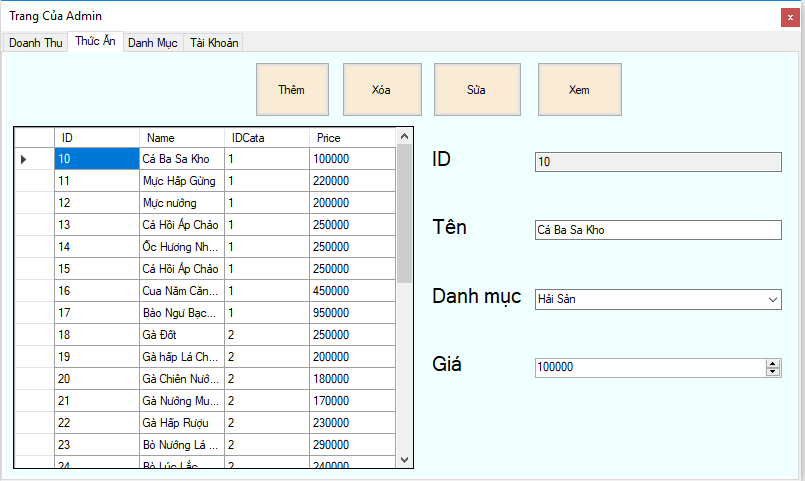 Trang Của Admin
x
Doanh Thu Thức Ăn Danh Mục Tài Khoản
Thêm Xóa Sửa Xem
ID Name IDCata Price
10 Cá Ba Sa Kho 1 100000
11 Mực Hấp Gừng 1 220000
12 Mực nướng 1 200000
13 Cá Hồi Áp Chảo 1 250000
14 Ốc Hương Nh... 1 250000
15 Cá Hồi Áp Chảo 1 250000
16 Cua Năm Căn... 1 450000
17 Bào Ngư Bạc... 1 950000
18 Gà Đốt 2 250000
19 Gà hấp Lá Ch... 2 200000
20 Gà Chiên Nướ... 2 180000
21 Gà Nướng Mu... 2 170000
22 Gà Hấp Rượu 2 230000
23 Bò Nướng Lá ... 2 290000
24 Bò Lúc Lắc 2 240000
ID 10
Tên Cá Ba Sa Kho
Danh mục Hải Sản
Giá 100000